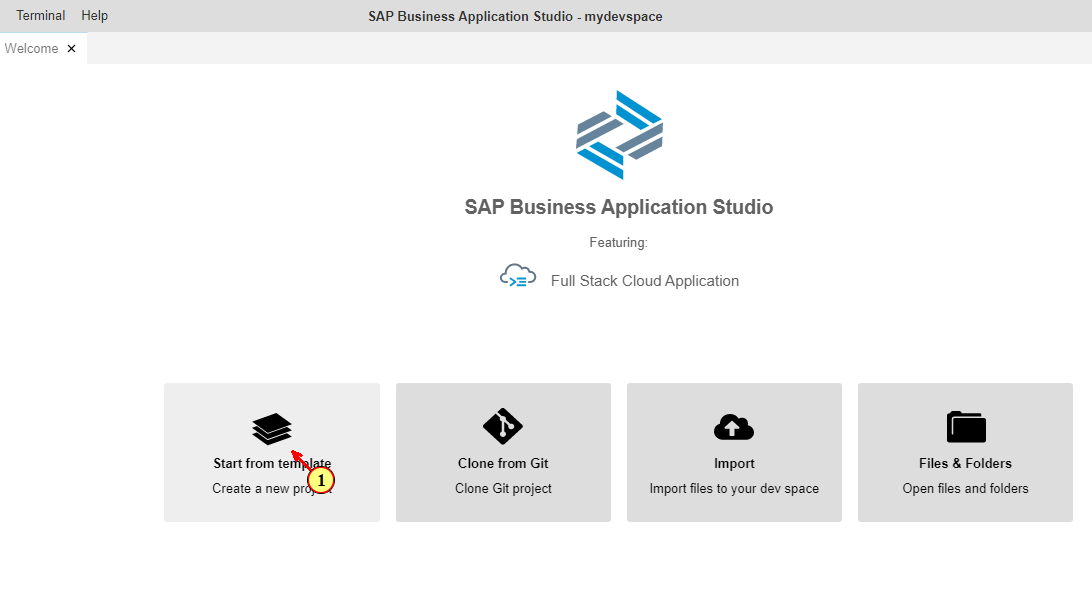 Terminal Help SAP Business Application Studio - mydevspace
Welcome ×
SAP Business Application Studio
Featuring:
Full Stack Cloud Application
Start from template Clone from Git Import Files & Folders
1
Create a new project Clone Git project Import files to your dev space Open files and folders